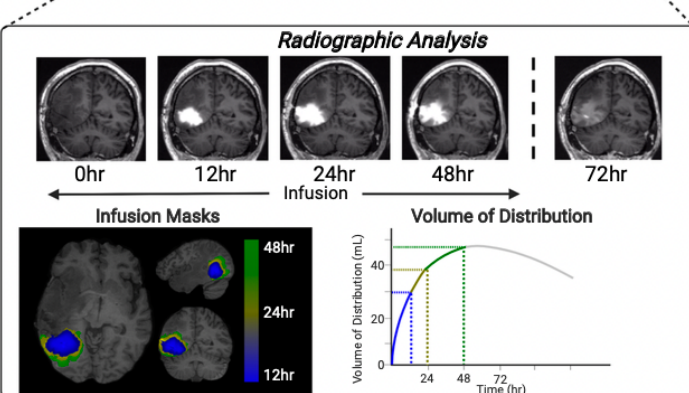 Radiographic Analysis
0hr 12hr 24hr 48hr 72hr
Infusion
Infusion Masks
48hr
24hr
12hr
Volume of Distribution
Volume of Distribution (mL)
40
20
0
24 48 72
Time (hr)